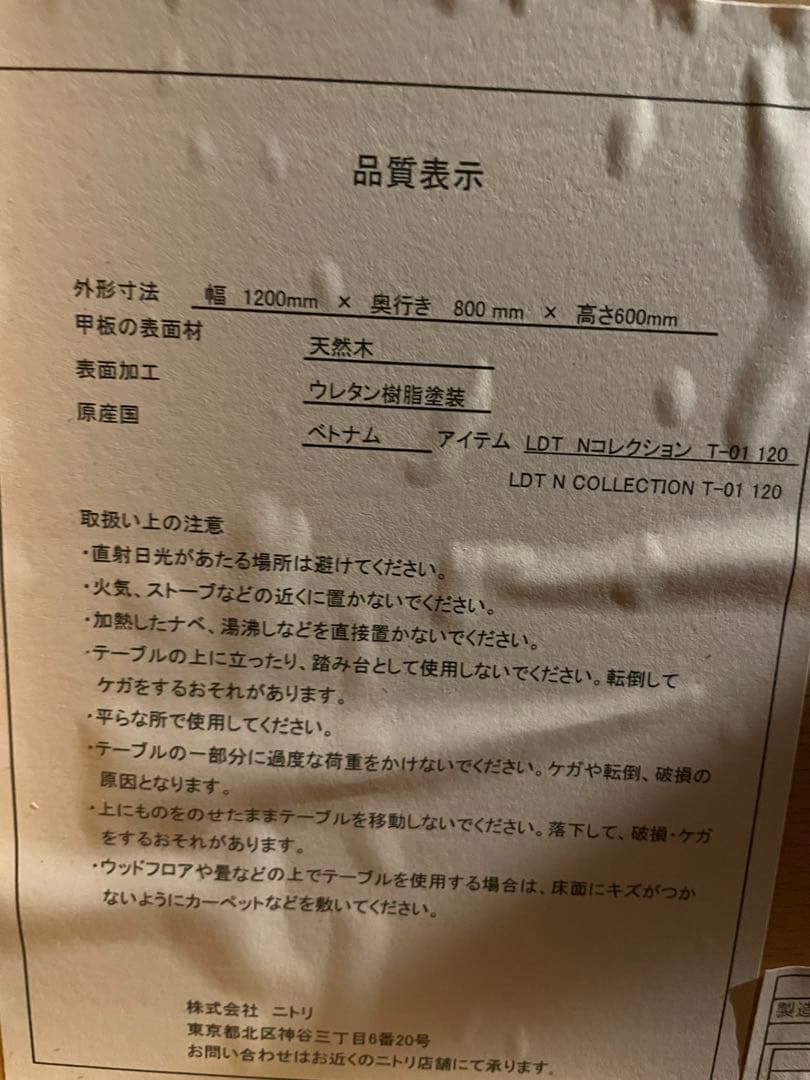 品質表示
外形寸法 幅 1200mm × 奥行き 800 mm × 高さ600mm
甲板の表面材 天然木
表面加工 ウレタン樹脂塗装
原産国 ベトナム アイテム LDT Nコレクション T-01 120
LDT N COLLECTION T-01 120
取扱い上の注意
・直射日光があたる場所は避けてください。
・火気、ストーブなどの近くに置かないでください。
・加熱したナベ、湯沸しなどを直接置かないでください。
・テーブルの上に立ったり、踏み台として使用しないでください。転倒して
ケガをするおそれがあります。
・平らな所で使用してください。
・テーブルの一部分に過度な荷重をかけないでください。ケガや転倒、破損の
原因となります。
・上にものをのせたままテーブルを移動しないでください。落下して、破損・ケガ
をするおそれがあります。
・ウッドフロアや畳などの上でテーブルを使用する場合は、床面にキズがつか
ないようにカーペットなどを敷いてください。
株式会社 ニトリ
東京都北区神谷三丁目6番20号
お問い合わせはお近くのニトリ店舗にて承ります。
製造